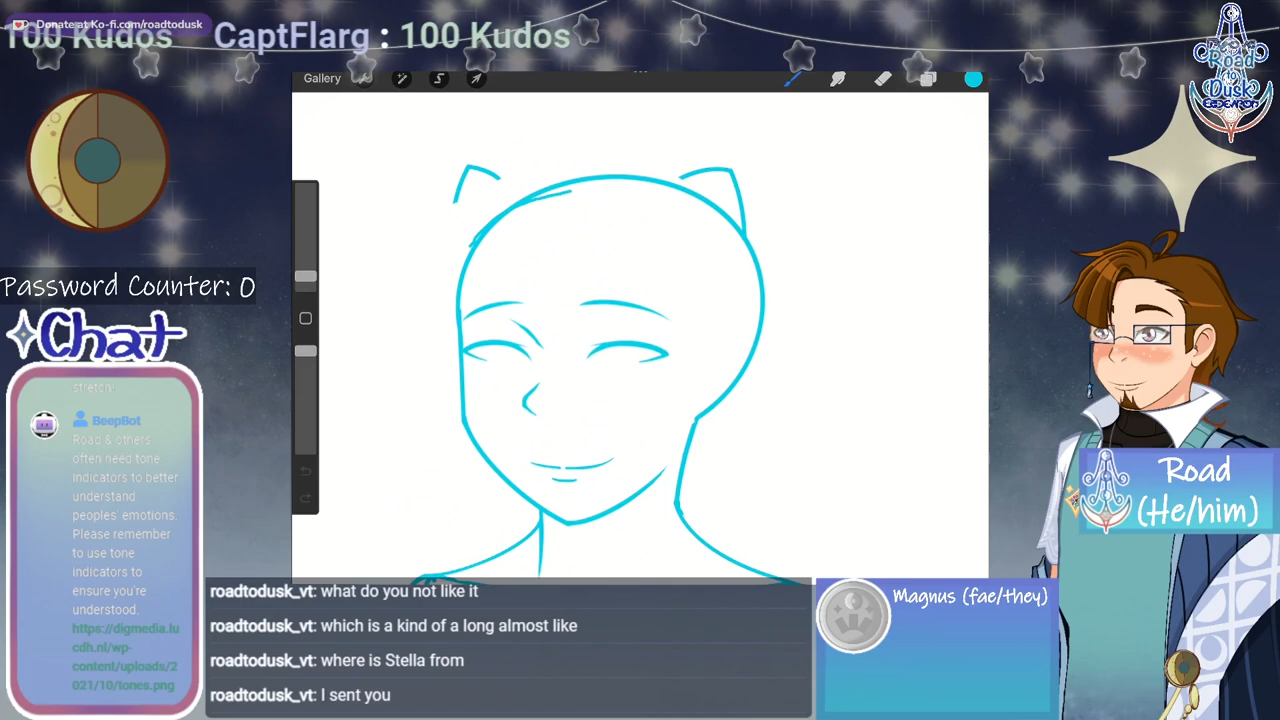 Donate at Ko-fi.com/roadtodusk
100 Kudos CaptFlarg : 100 Kudos
Road
to
Dusk
Gallery
Password Counter: 0
Chat
stretch!
BeepBot
Road & others
often need tone
indicators to better
understand
peoples' emotions.
Please remember
to use tone
indicators to
ensure you're
understood.
https://digmedia.lu
cdh.nl/wp-
content/uploads/2
021/10/tones.png
roadtodusk_vt: what do you not like it
roadtodusk_vt: which is a kind of a long almost like
roadtodusk_vt: where is Stella from
roadtodusk_vt: I sent you
Magnus (fae/they)
Road
(He/him)